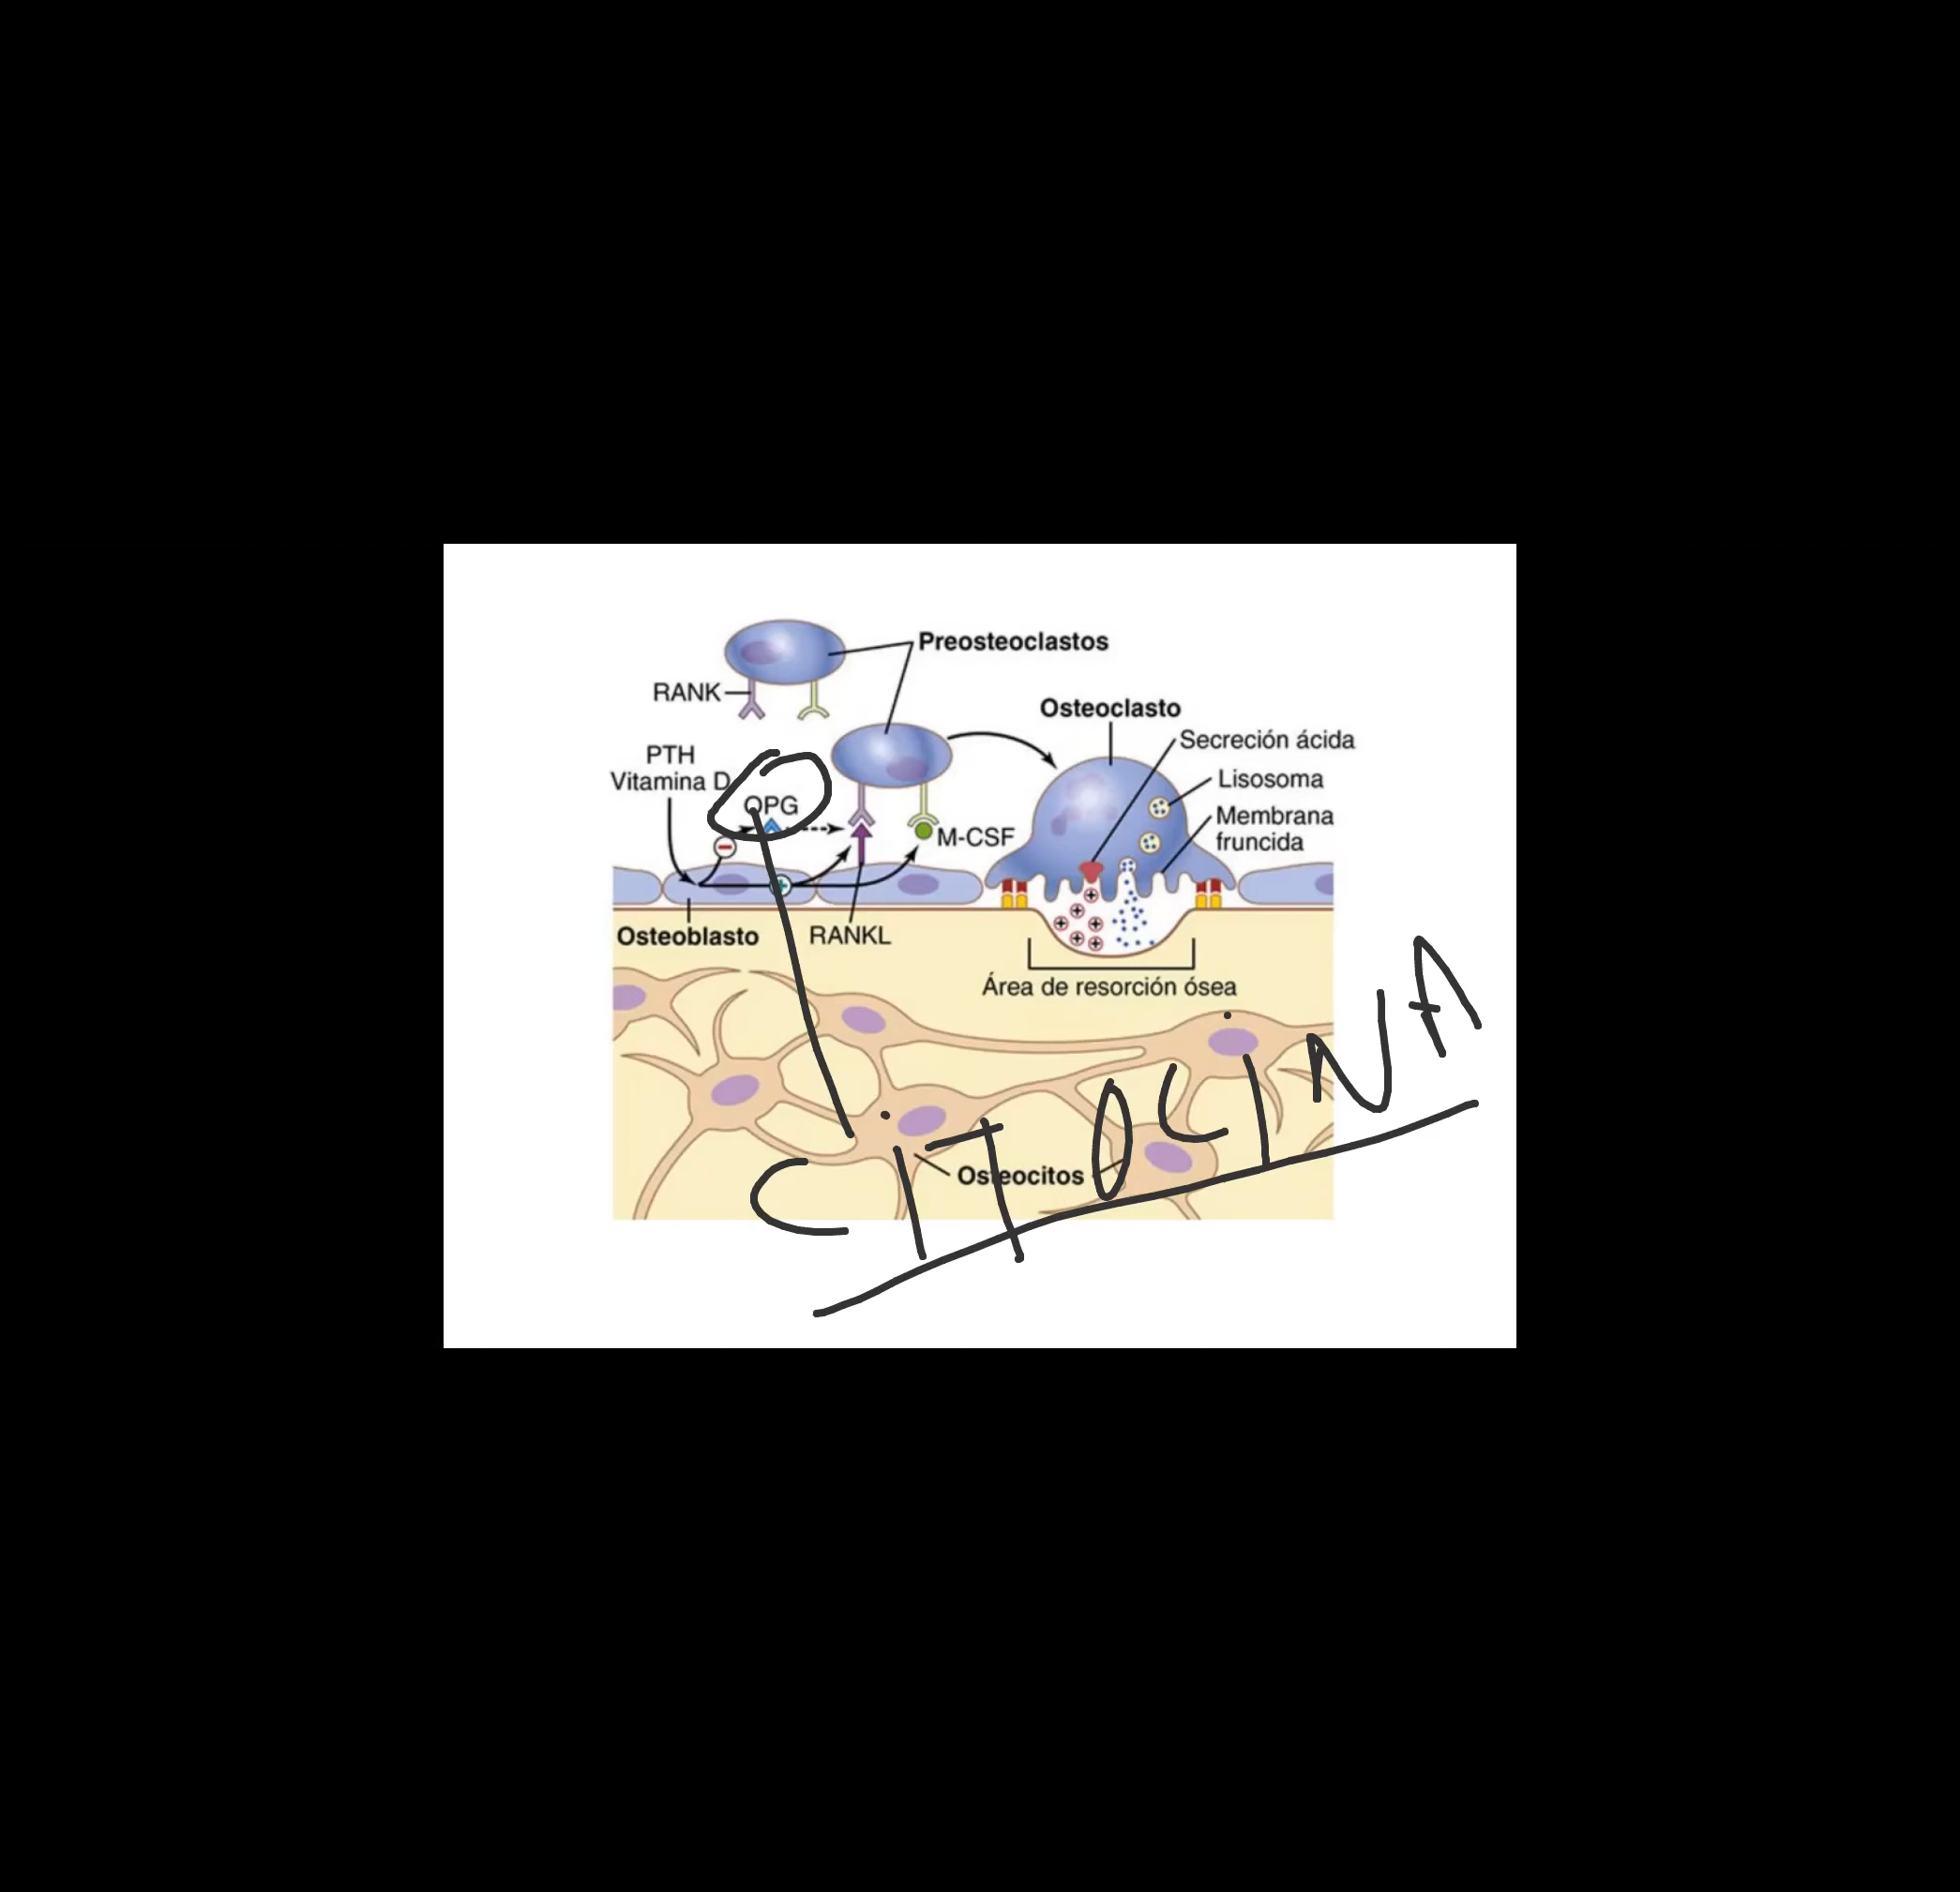 Preosteoclastos
RANK
Osteoclasto
Secreción ácida
PTH
Vitamina D
Lisosoma
OPG
Membrana
fruncida
M-CSF
Osteoblasto
RANKL
Área de resorción ósea
Osteocitos
CITOCINA